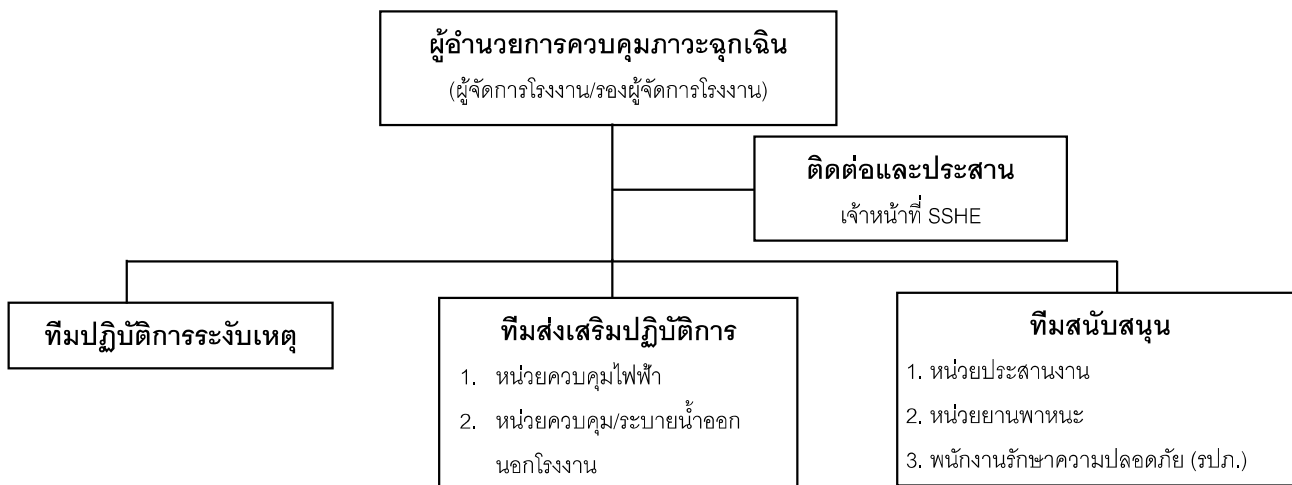 ผู้อำนวยการควบคุมภาวะฉุกเฉิน
(ผู้จัดการโรงงาน/รองผู้จัดการโรงงาน)
ติดต่อและประสาน
เจ้าหน้าที่ SSHE
ทีมปฏิบัติการระงับเหตุ
ทีมส่งเสริมปฏิบัติการ
1. หน่วยควบคุมไฟฟ้า
2. หน่วยควบคุม/ระบายน้ำออก
นอกโรงงาน
ทีมสนับสนุน
1. หน่วยประสานงาน
2. หน่วยยานพาหนะ
3. พนักงานรักษาความปลอดภัย (รปภ.)